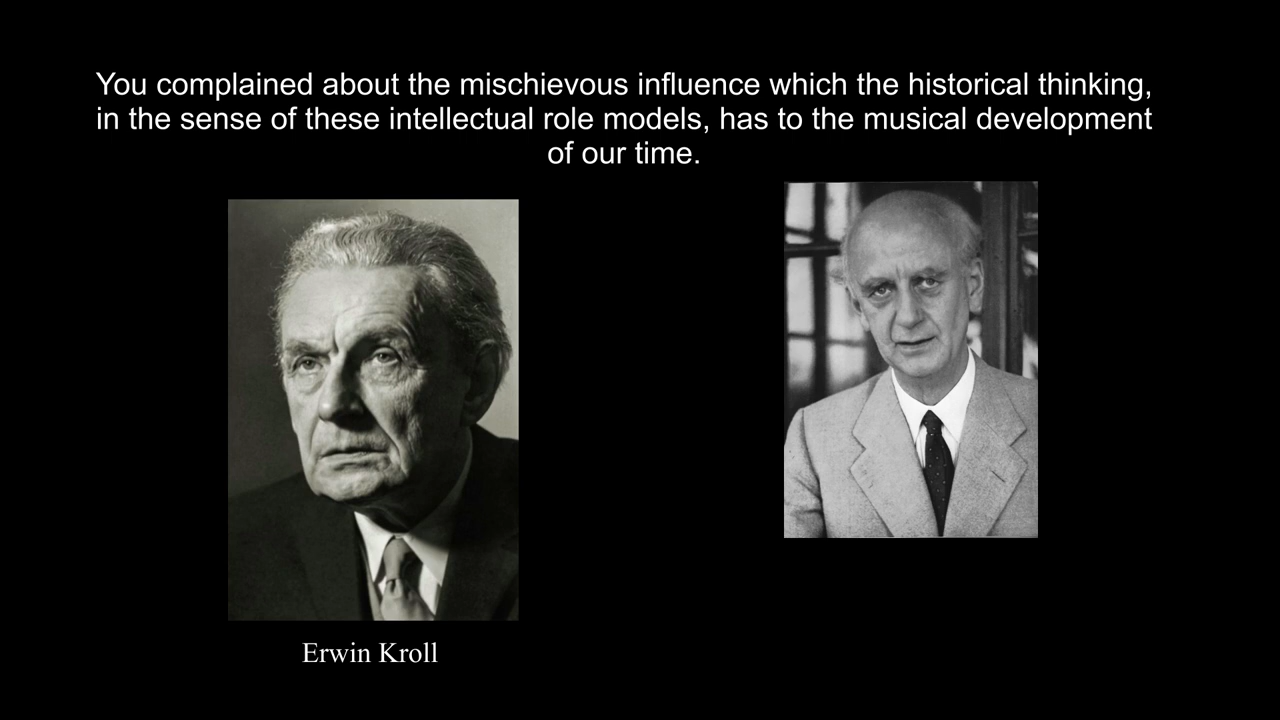 You complained about the mischievous influence which the historical thinking,
in the sense of these intellectual role models, has to the musical development
of our time.
Erwin Kroll